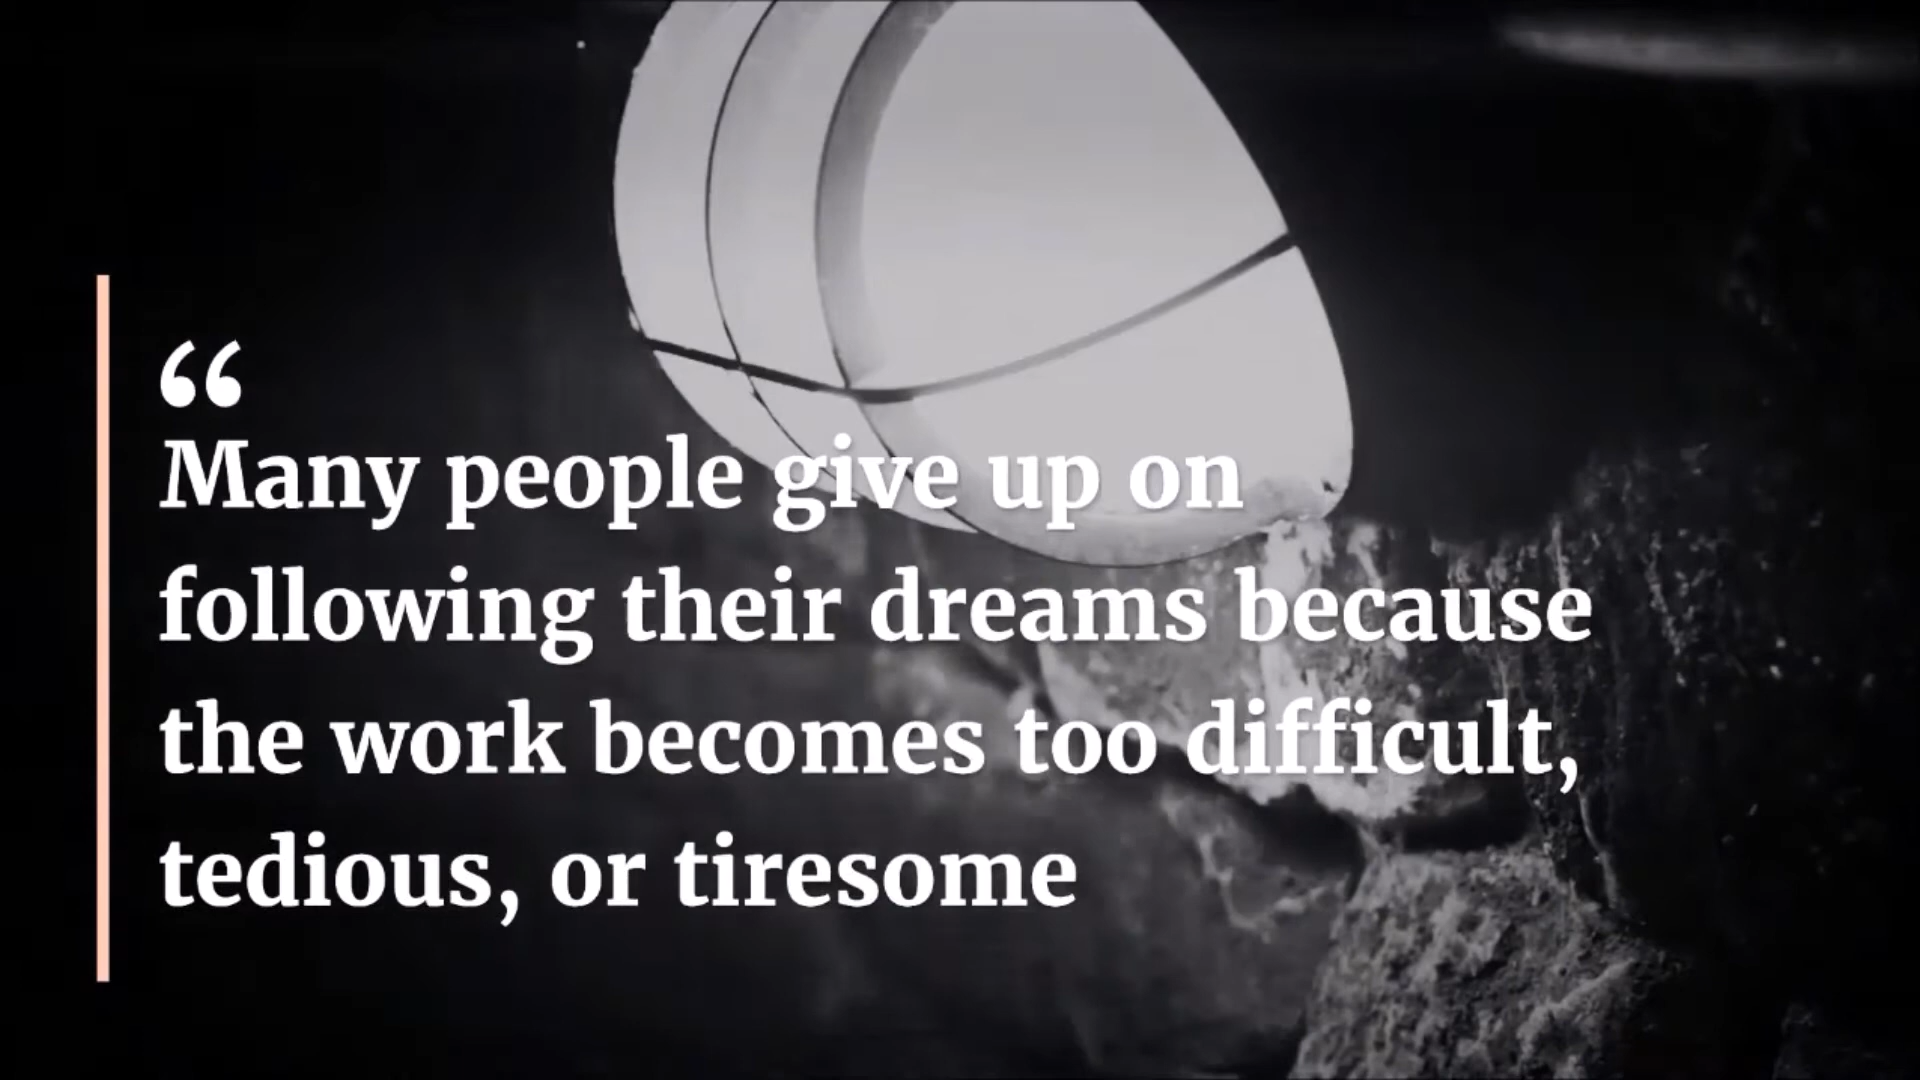 “
Many people give up on
following their dreams because
the work becomes too difficult,
tedious, or tiresome